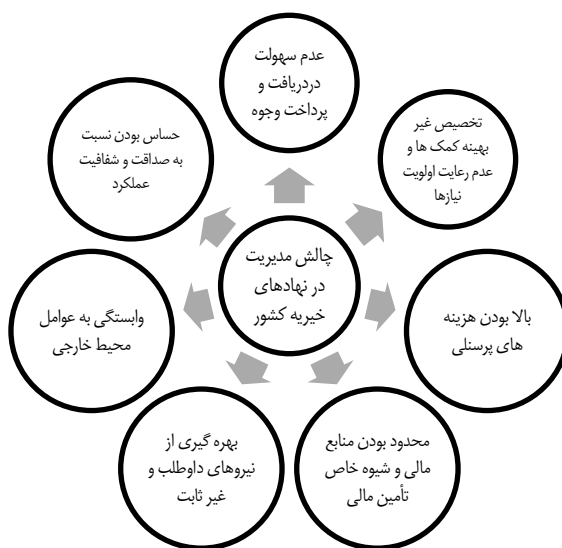 عدم سهولت
دردریافت و
پرداخت وجوه
تخصیص غیر
بهینه کمک ها و
عدم رعایت اولویت
نیازها
بالا بودن هزینه
های پرسنلی
محدود بودن منابع
مالی و شیوه خاص
تأمین مالی
بهره گیری از
نیروهای داوطلب و
غیر ثابت
وابستگی به عوامل
محیط خارجی
حساس بودن نسبت
به صداقت و شفافیت
عملکرد
چالش مدیریت
در نهادهای
خیریه کشور